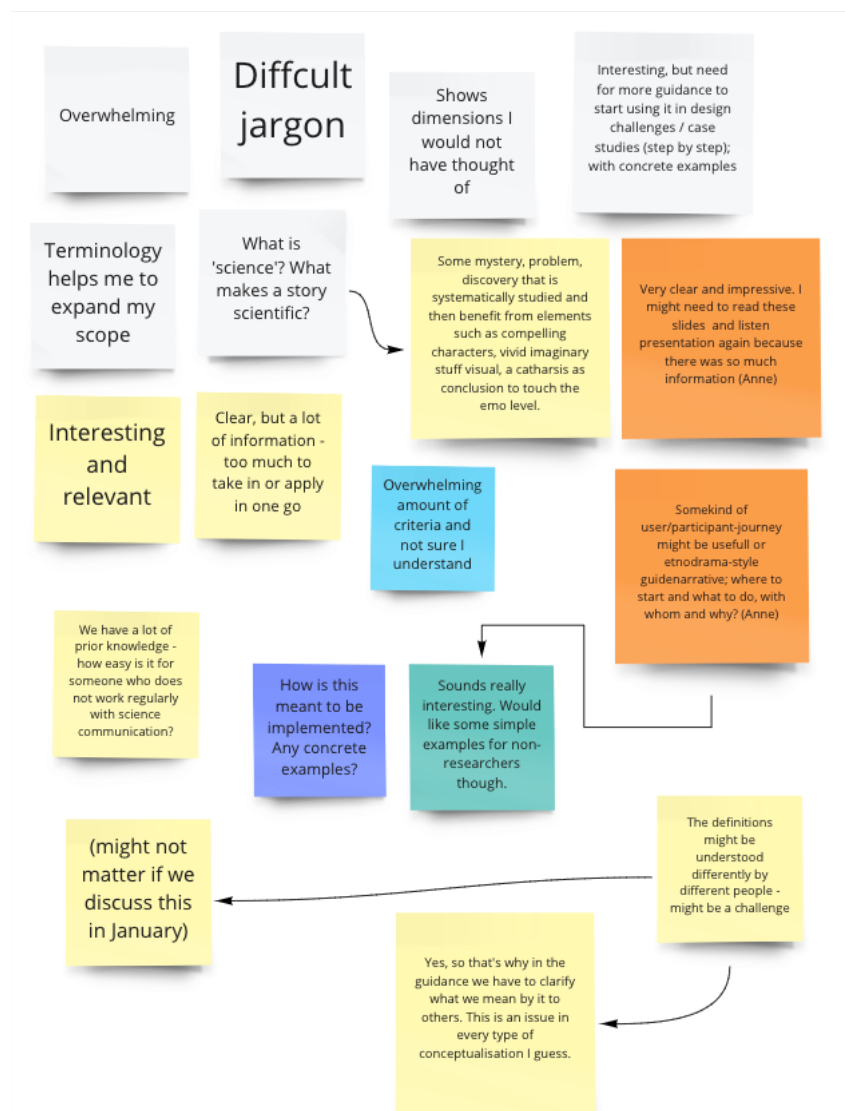 Overwhelming
Diffcult
jargon
Shows
dimensions I
would not
have thought
of
Interesting, but need
for more guidance to
start using it in design
challenges / case
studies (step by step);
with concrete examples
Terminology
helps me to
expand my
scope
What is
'science'? What
makes a story
scientific?
Some mystery, problem,
discovery that is
systematically studied and
then benefit from elements
such as compelling
characters, vivid imaginary
stuff visual, a catharsis as
conclusion to touch the
emo level.
Very clear and impressive. I
might need to read these
slides and listen
presentation again because
there was so much
information (Anne)
Interesting
and
relevant
Clear, but a lot
of information -
too much to
take in or apply
in one go
Overwhelming
amount of
criteria and
not sure I
understand
Somekind of
user/participant-journey
might be usefull or
etnodrama-style
guidenarrative; where to
start and what to do, with
whom and why? (Anne)
We have a lot of
prior knowledge -
how easy is it for
someone who does
not work regularly
with science
communication?
How is this
meant to be
implemented?
Any concrete
examples?
Sounds really
interesting. Would
like some simple
examples for non-
researchers
though.
(might not
matter if we
discuss this
in January)
The definitions
might be
understood
differently by
different people -
might be a challenge
Yes, so that's why in the
guidance we have to clarify
what we mean by it to
others. This is an issue in
every type of
conceptualisation I guess.